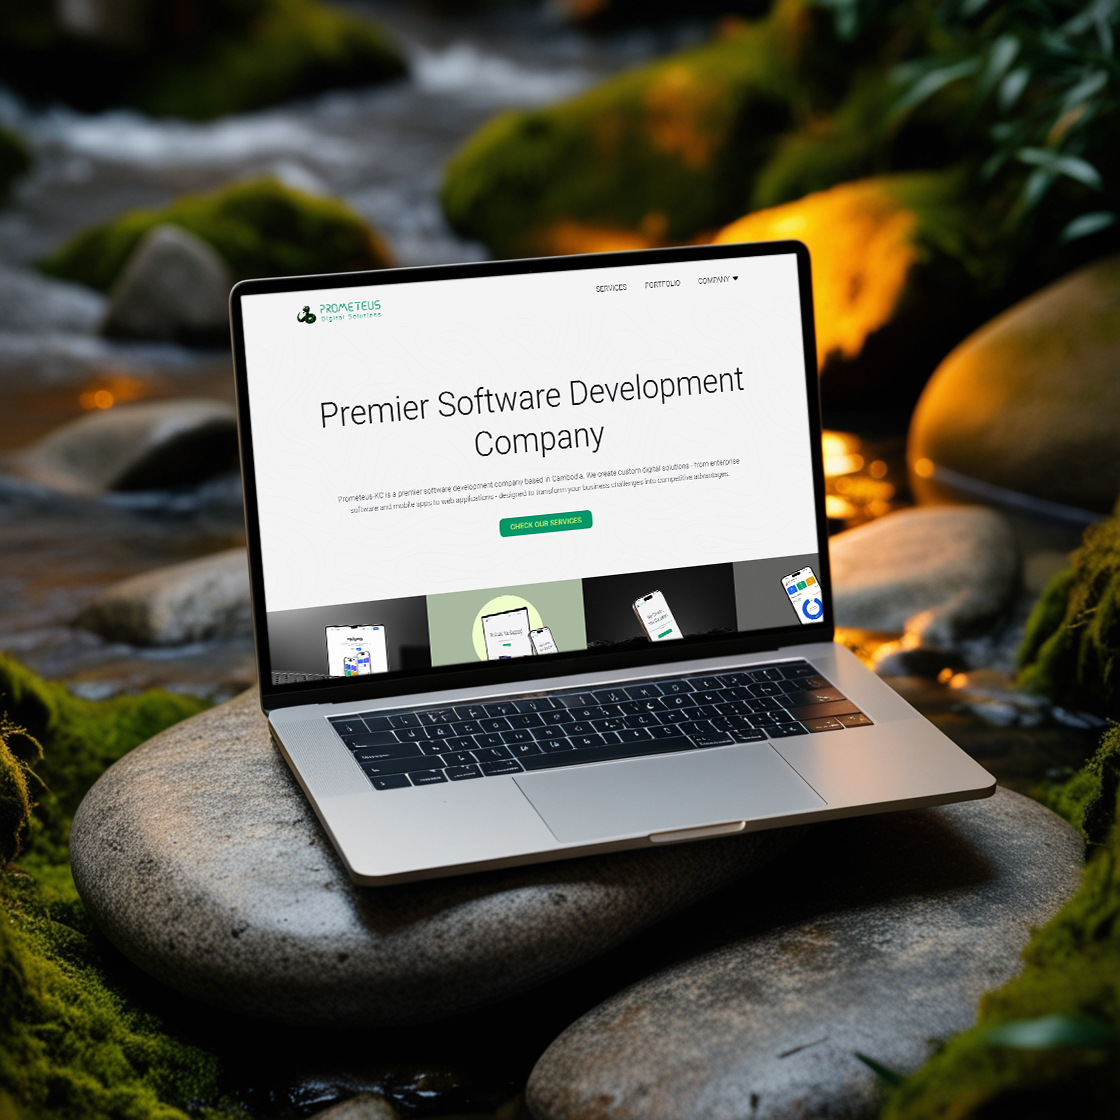 PROMETEUS
Digital Solutions
SERVICES PORTFOLIO COMPANY
Premier Software Development
Company
Prometeus-KC is a premier software development company based in Cambodia. We create custom digital solutions - from enterprise
software and mobile apps to web applications - designed to transform your business challenges into competitive advantages.
CHECK OUR SERVICES